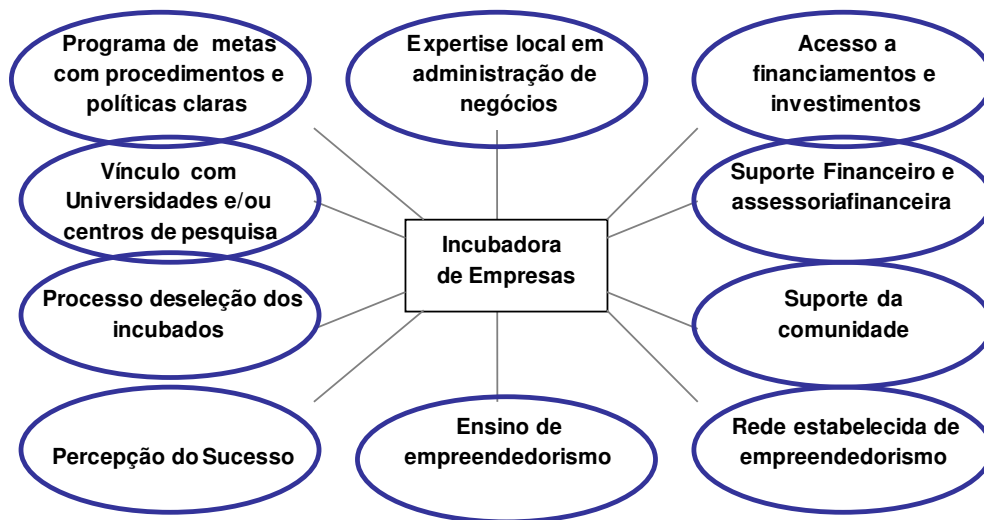 Programa de metas
com procedimentos e
políticas claras
Expertise local em
administração de
negócios
Acesso a
financiamentos e
investimentos
Vínculo com
Universidades e/ou
centros de pesquisa
Suporte Financeiro e
assessoriafinanceira
Incubadora
de Empresas
Processo deseleção dos
incubados
Suporte da
comunidade
Percepção do Sucesso
Ensino de
empreendedorismo
Rede estabelecida de
empreendedorismo